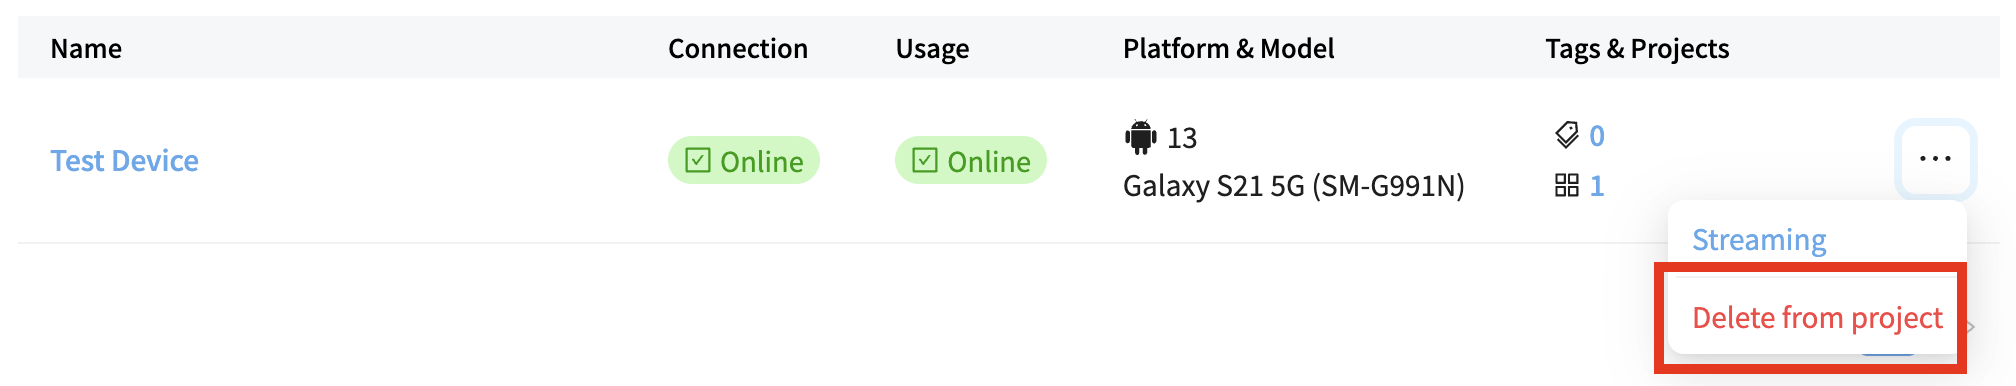 Name Connection Usage Platform & Model Tags & Projects
Test Device Online Online 13 0
Galaxy S21 5G (SM-G991N) 1
...
Streaming
Delete from project